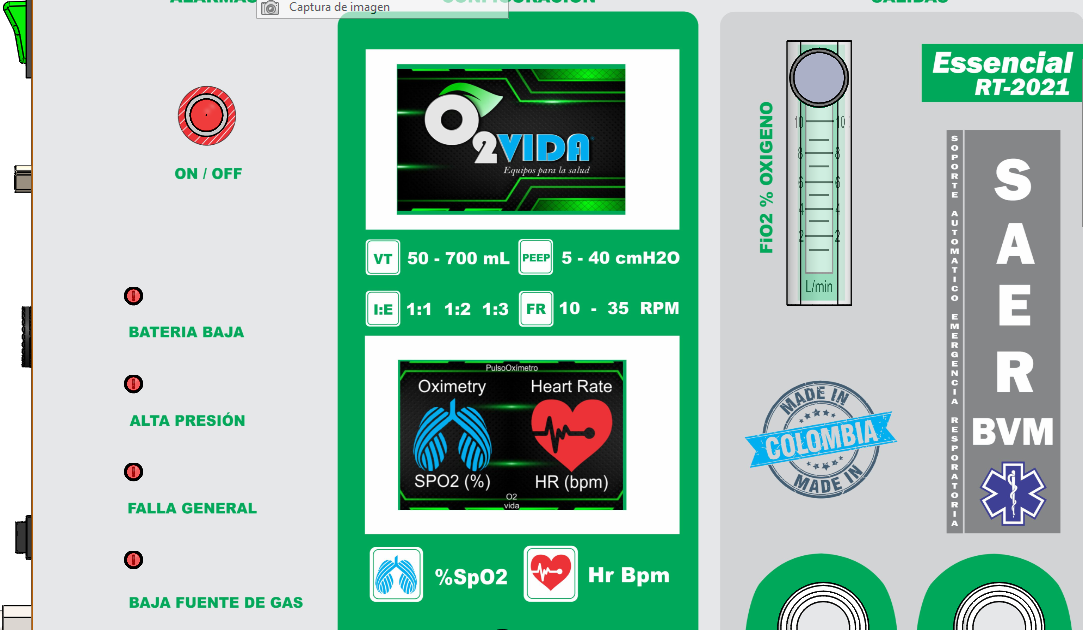 ALARMAS
Captura de imagen
CONFIGURACIÓN
SALIDAS
ON / OFF
BATERIA BAJA
ALTA PRESIÓN
FALLA GENERAL
BAJA FUENTE DE GAS
O2VIDA
Equipos para la salud
VT 50 - 700 mL PEEP 5 - 40 cmH2O
I:E 1:1 1:2 1:3 FR 10 - 35 RPM
PulsoOximetro
Oximetry Heart Rate
SPO2 (%) HR (bpm)
O2
vida
%SpO2 Hr Bpm
FiO2 % OXIGENO
10 10
8 8
6 6
4 4
2 2
L/min
MADE IN
COLOMBIA
MADE IN
Essencial
RT-2021
SOPORTE AUTOMATICO EMERGENCIA RESPORATORIA
SAER
BVM